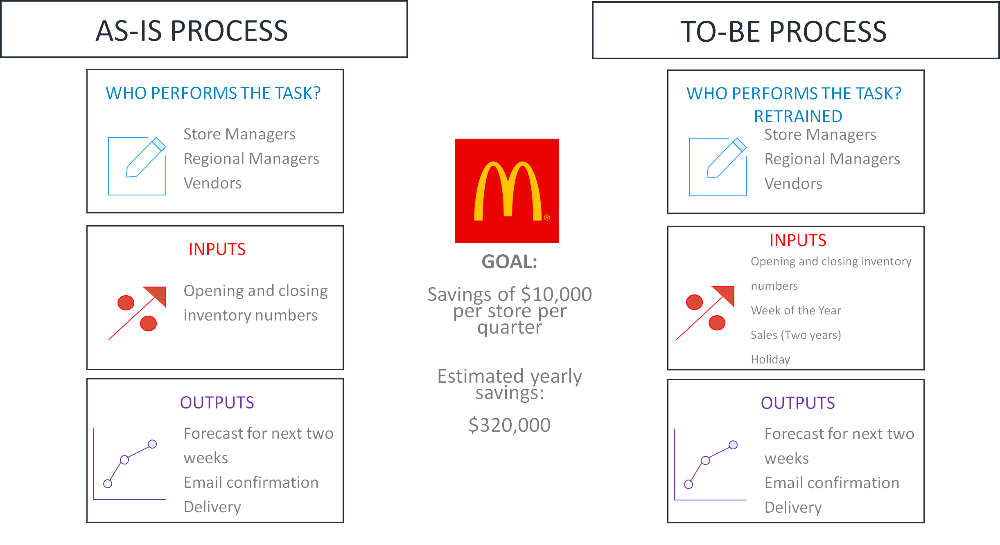 AS-IS PROCESS
WHO PERFORMS THE TASK?
Store Managers
Regional Managers
Vendors
INPUTS
Opening and closing
inventory numbers
OUTPUTS
Forecast for next two
weeks
Email confirmation
Delivery
®
GOAL:
Savings of $10,000
per store per
quarter
Estimated yearly
savings:
$320,000
TO-BE PROCESS
WHO PERFORMS THE TASK?
RETRAINED
Store Managers
Regional Managers
Vendors
INPUTS
Opening and closing inventory
numbers
Week of the Year
Sales (Two years)
Holiday
OUTPUTS
Forecast for next two
weeks
Email confirmation
Delivery